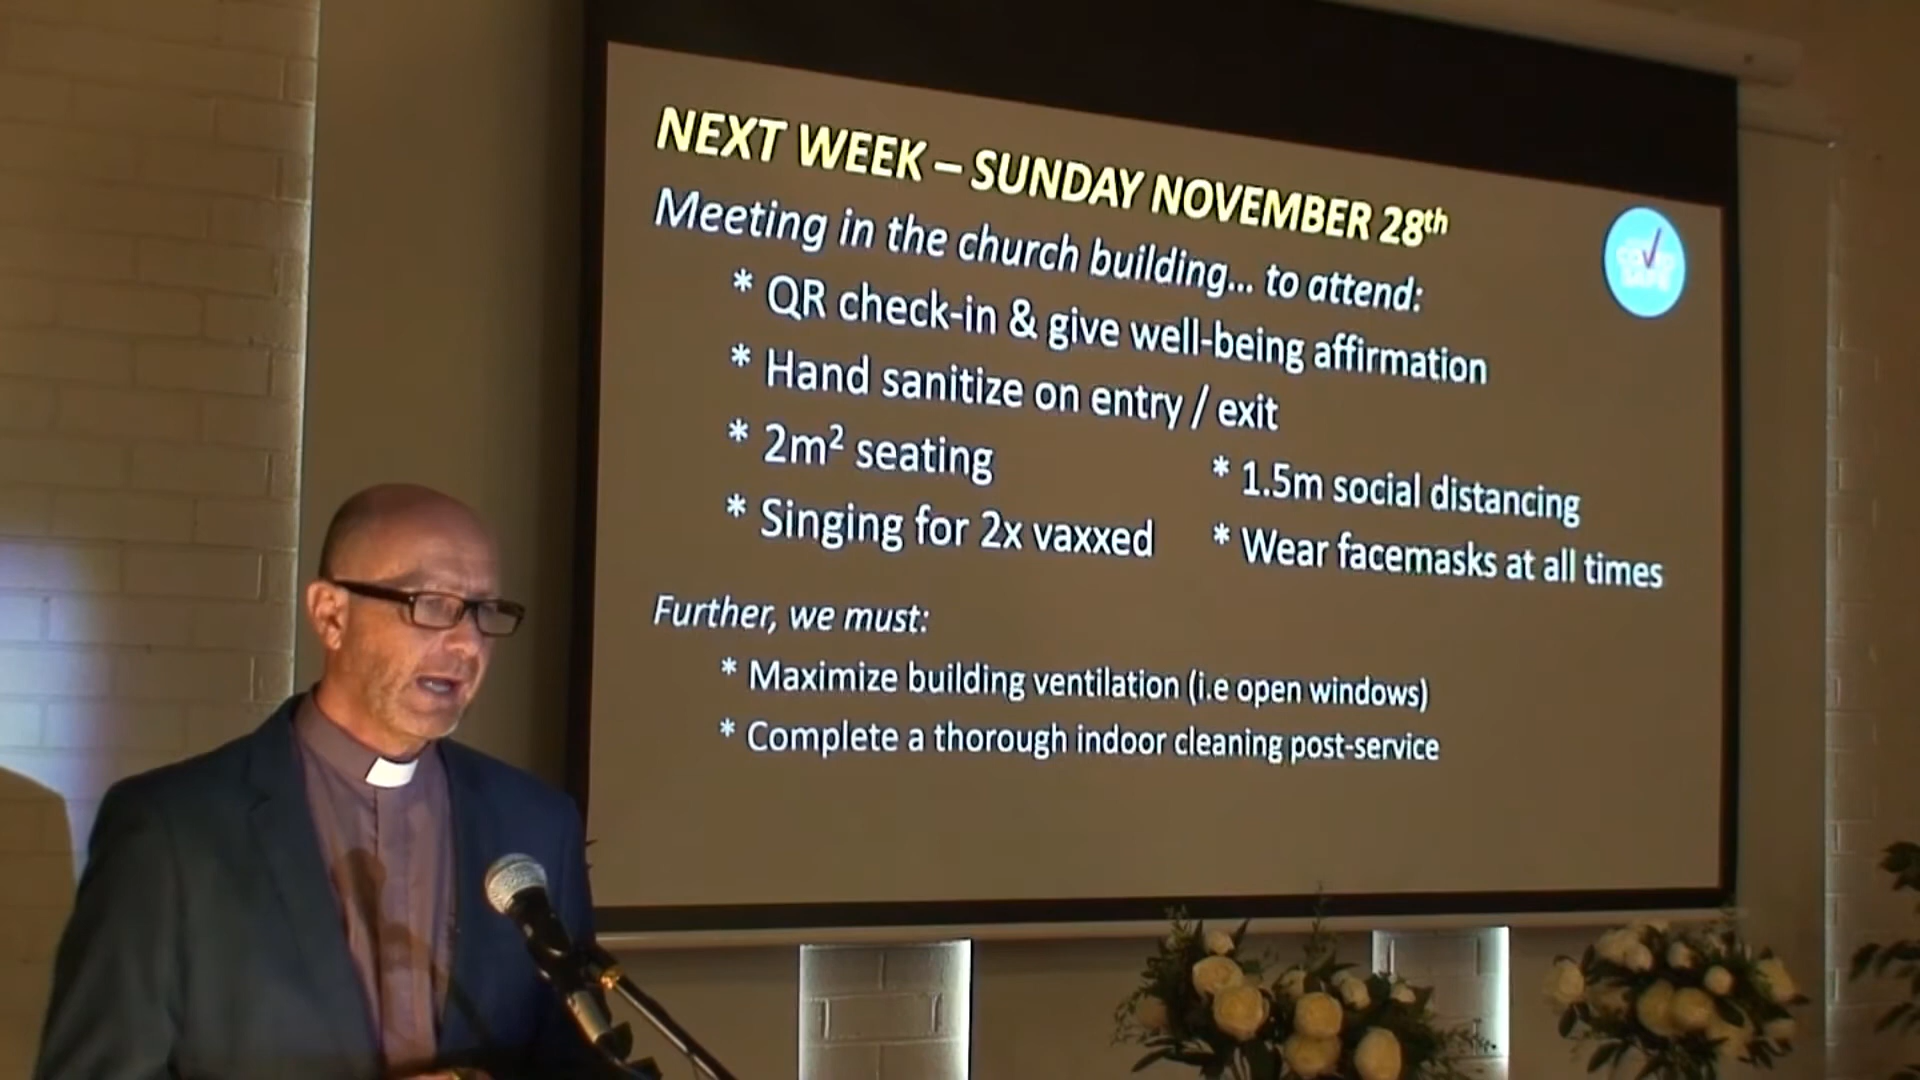 NEXT WEEK – SUNDAY NOVEMBER 28th
Meeting in the church building... to attend:
* QR check-in & give well-being affirmation
* Hand sanitize on entry / exit
* 2m² seating * 1.5m social distancing
* Singing for 2x vaxxed * Wear facemasks at all times
Further, we must:
* Maximize building ventilation (i.e open windows)
* Complete a thorough indoor cleaning post-service
COVID
SAFE